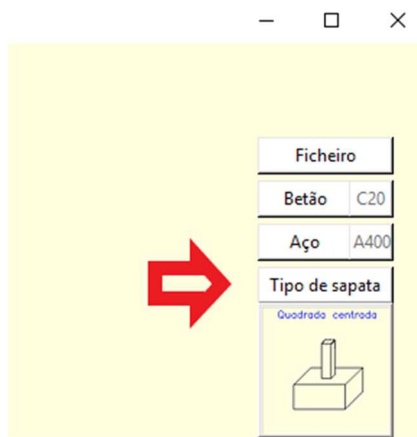 Ficheiro
Betão C20
Aço A400
Tipo de sapata
Quadrada centrada